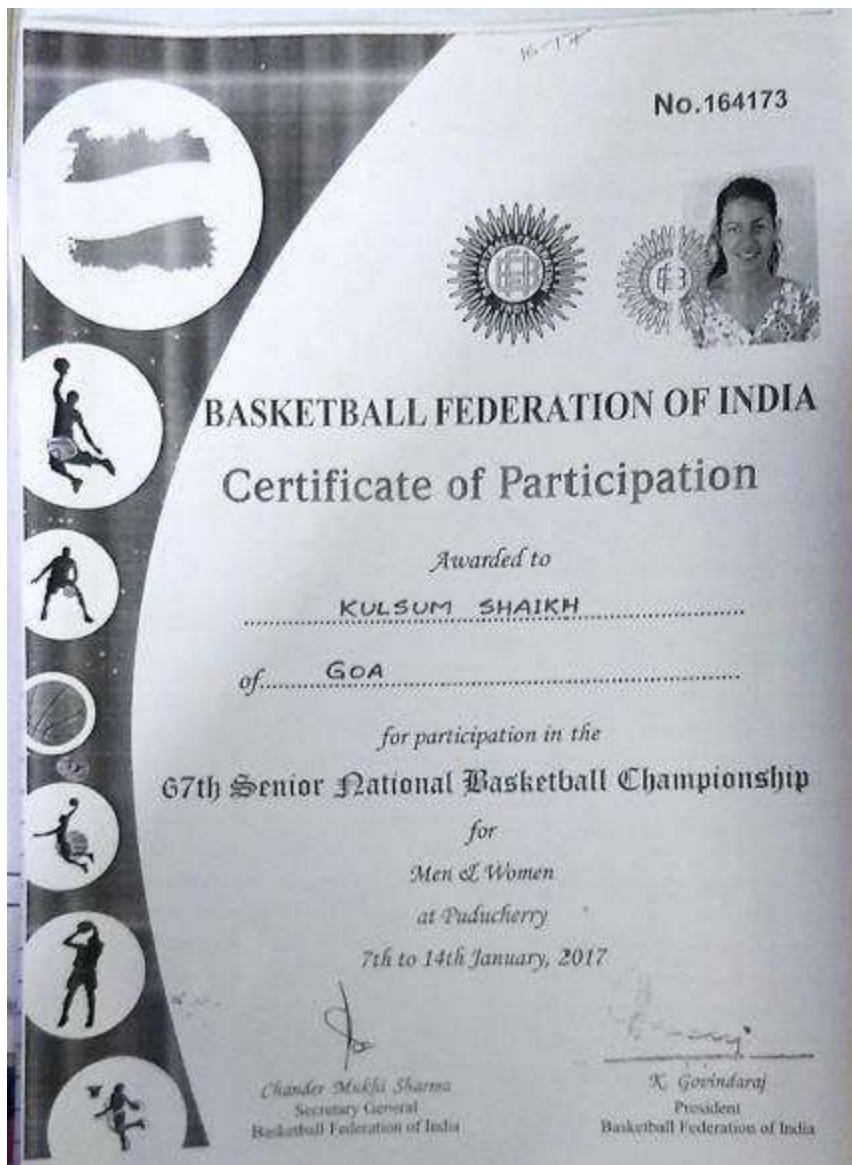 16-17
No.164173
BASKETBALL FEDERATION OF INDIA
Certificate of Participation
Awarded to
KULSUM SHAIKH
of GOA
for participation in the
67th Senior National Basketball Championship
for
Men & Women
at Puducherry
7th to 14th January, 2017
Chander Mukhi Sharma
Secretary General
Basketball Federation of India
K. Govindaraj
President
Basketball Federation of India